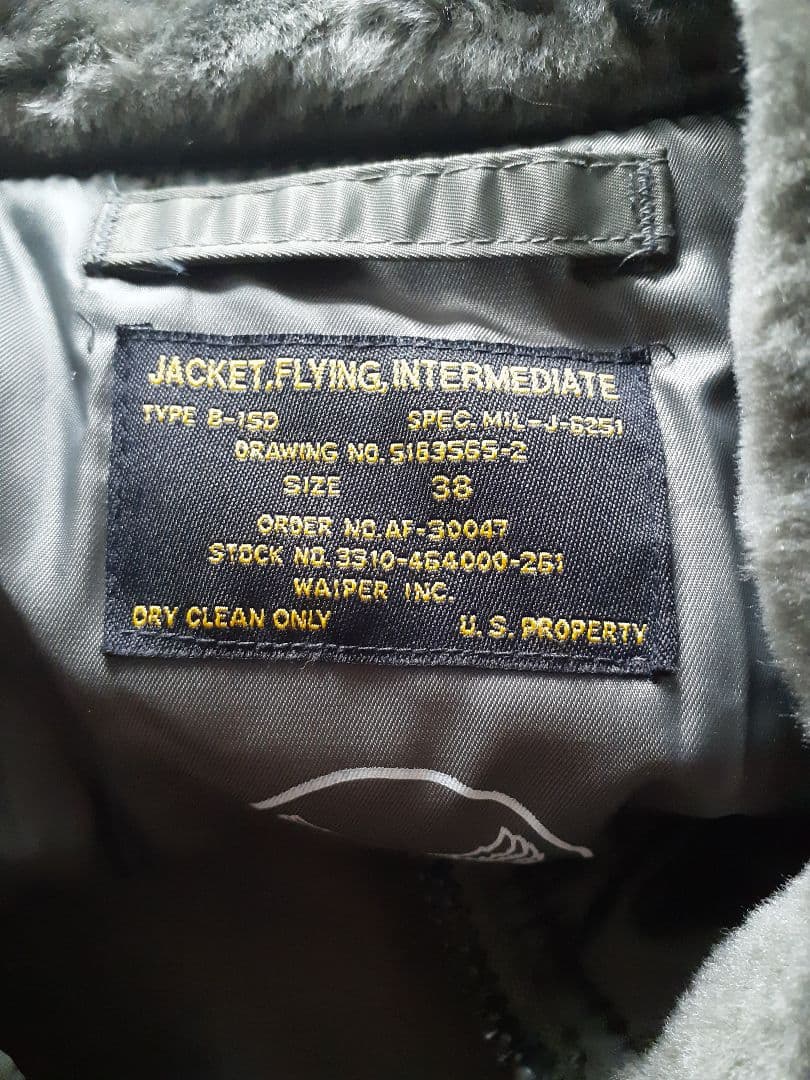 JACKET,FLYING,INTERMEDIATE
TYPE B-15D SPEC. MIL-J-6251
DRAWING NO. 5183565-2
SIZE 38
ORDER NO. AF-30047
STOCK NO. 3310-464000-261
WAIPER INC.
DRY CLEAN ONLY U. S. PROPERTY